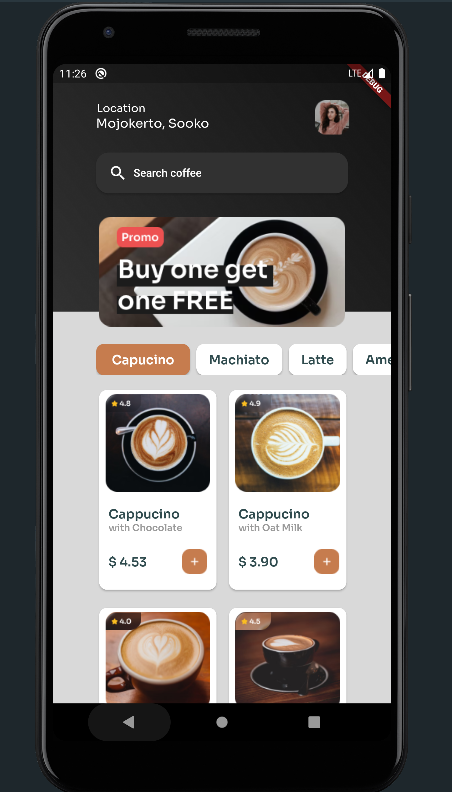 11:26
LTE
DEBUG
Location
Mojokerto, Sooko
Search coffee
Promo
Buy one get
one FREE
Capucino
Machiato
Latte
Ame
4.8
4.9
Cappucino
with Chocolate
$ 4.53
+
Cappucino
with Oat Milk
$ 3.90
+
4.0
4.5